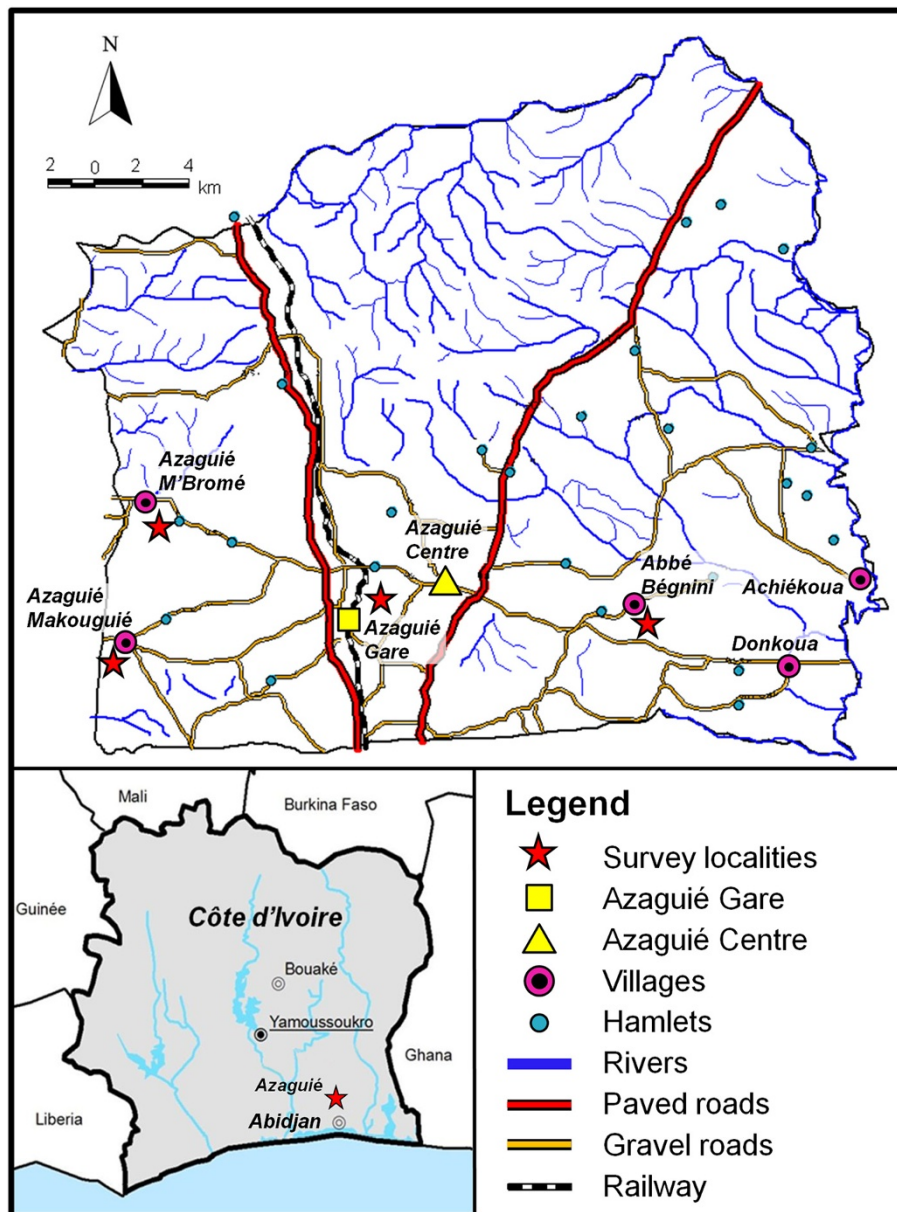 N
2 0 2 4
km
Azaguié
M'Bromé
Azaguié
Centre
Abbé
Bégnini
Achiékoua
Azaguié
Makouguié
Azaguié
Gare
Donkoua
Mali
Burkina Faso
Guinée
Côte d'Ivoire
Bouaké
Yamoussoukro
Ghana
Azaguié
Abidjan
Liberia
Legend
Survey localities
Azaguié Gare
Azaguié Centre
Villages
Hamlets
Rivers
Paved roads
Gravel roads
Railway